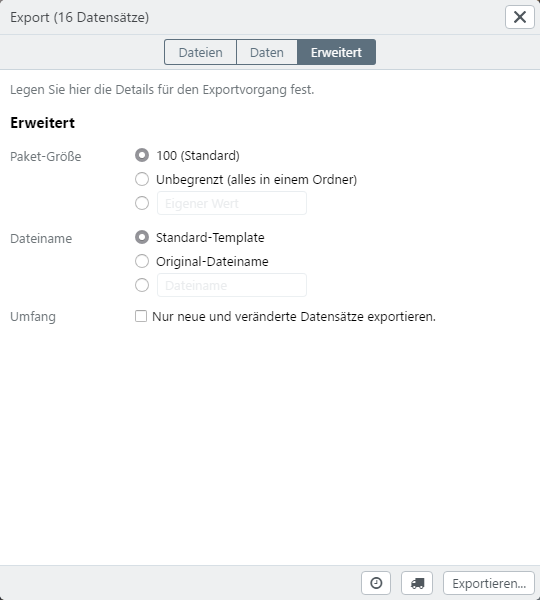 Export (16 Datensätze)
Dateien
Daten
Erweitert
Legen Sie hier die Details für den Exportvorgang fest.
Erweitert
Paket-Größe
100 (Standard)
Unbegrenzt (alles in einem Ordner)
Eigener Wert
Dateiname
Standard-Template
Original-Dateiname
Dateiname
Umfang
Nur neue und veränderte Datensätze exportieren.
Exportieren...